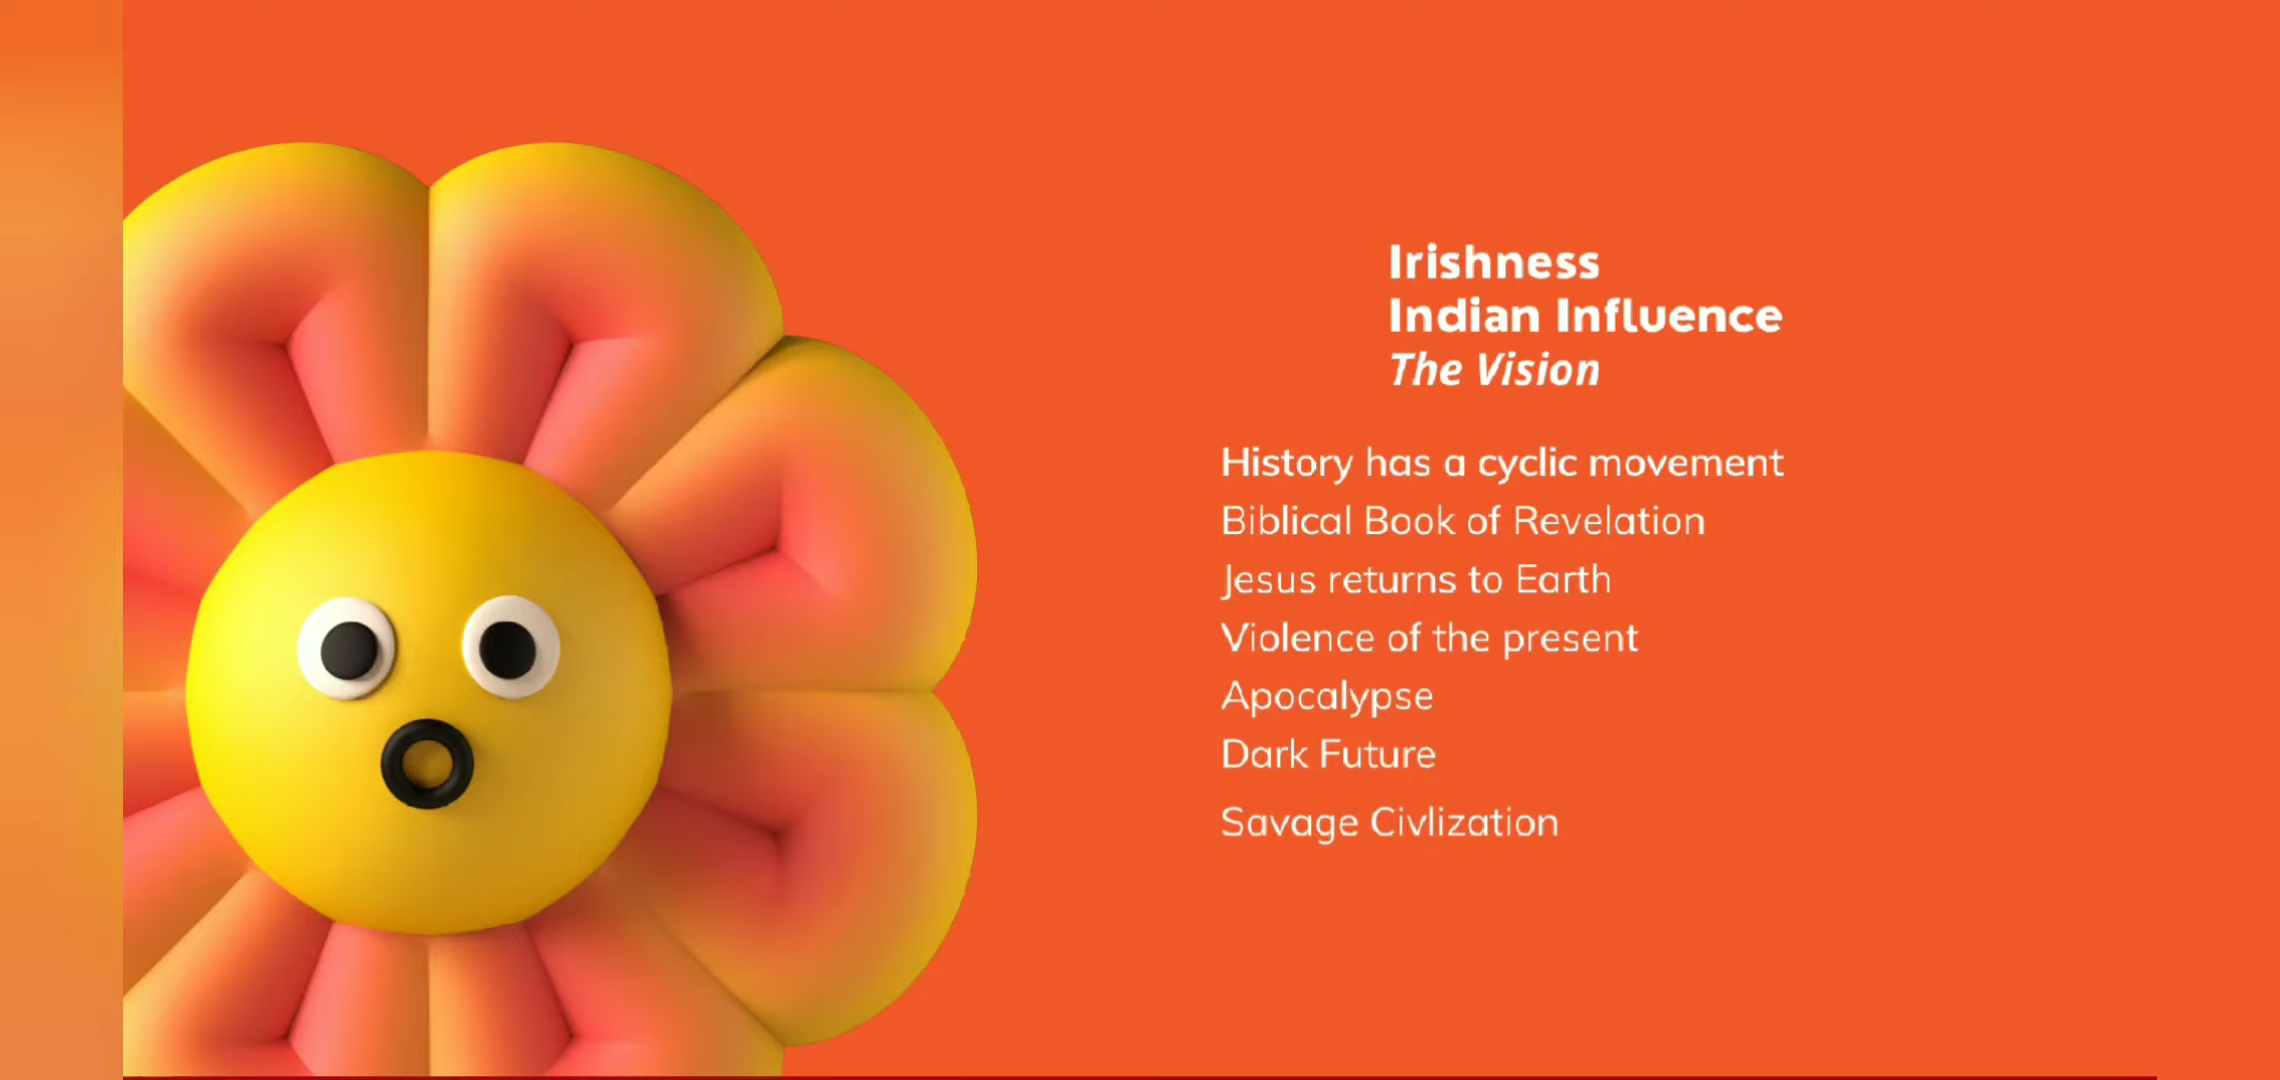 Irishness
Indian Influence
The Vision
History has a cyclic movement
Biblical Book of Revelation
Jesus returns to Earth
Violence of the present
Apocalypse
Dark Future
Savage Civlization